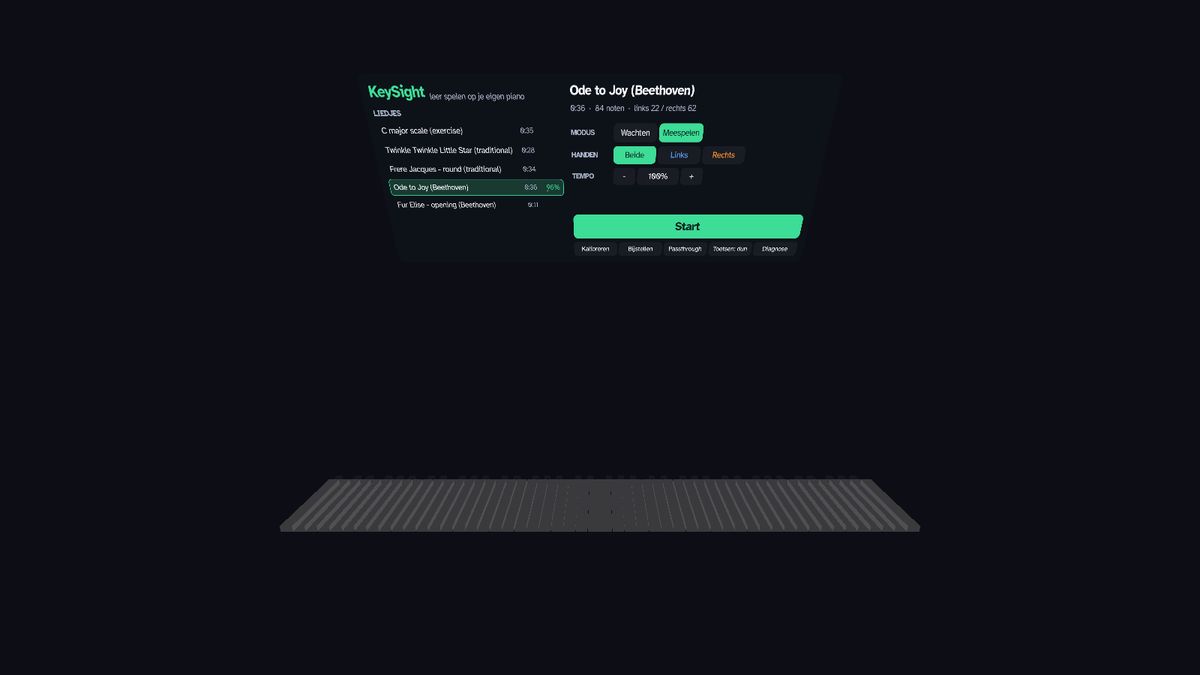 KeySight leer spelen op je eigen piano
LIEDJES
C major scale (exercise) 0:35
Twinkle Twinkle Little Star (traditional) 0:28
Frere Jacques - round (traditional) 0:34
Ode to Joy (Beethoven) 0:36 96%
Fur Elise - opening (Beethoven) 0:11
Ode to Joy (Beethoven)
0:36 · 84 noten · links 22 / rechts 62
MODUS Wachten Meespelen
HANDEN Beide Links Rechts
TEMPO - 100% +
Start
Kalibreren Bijstellen Passthrough Toetsen: dun Diagnose